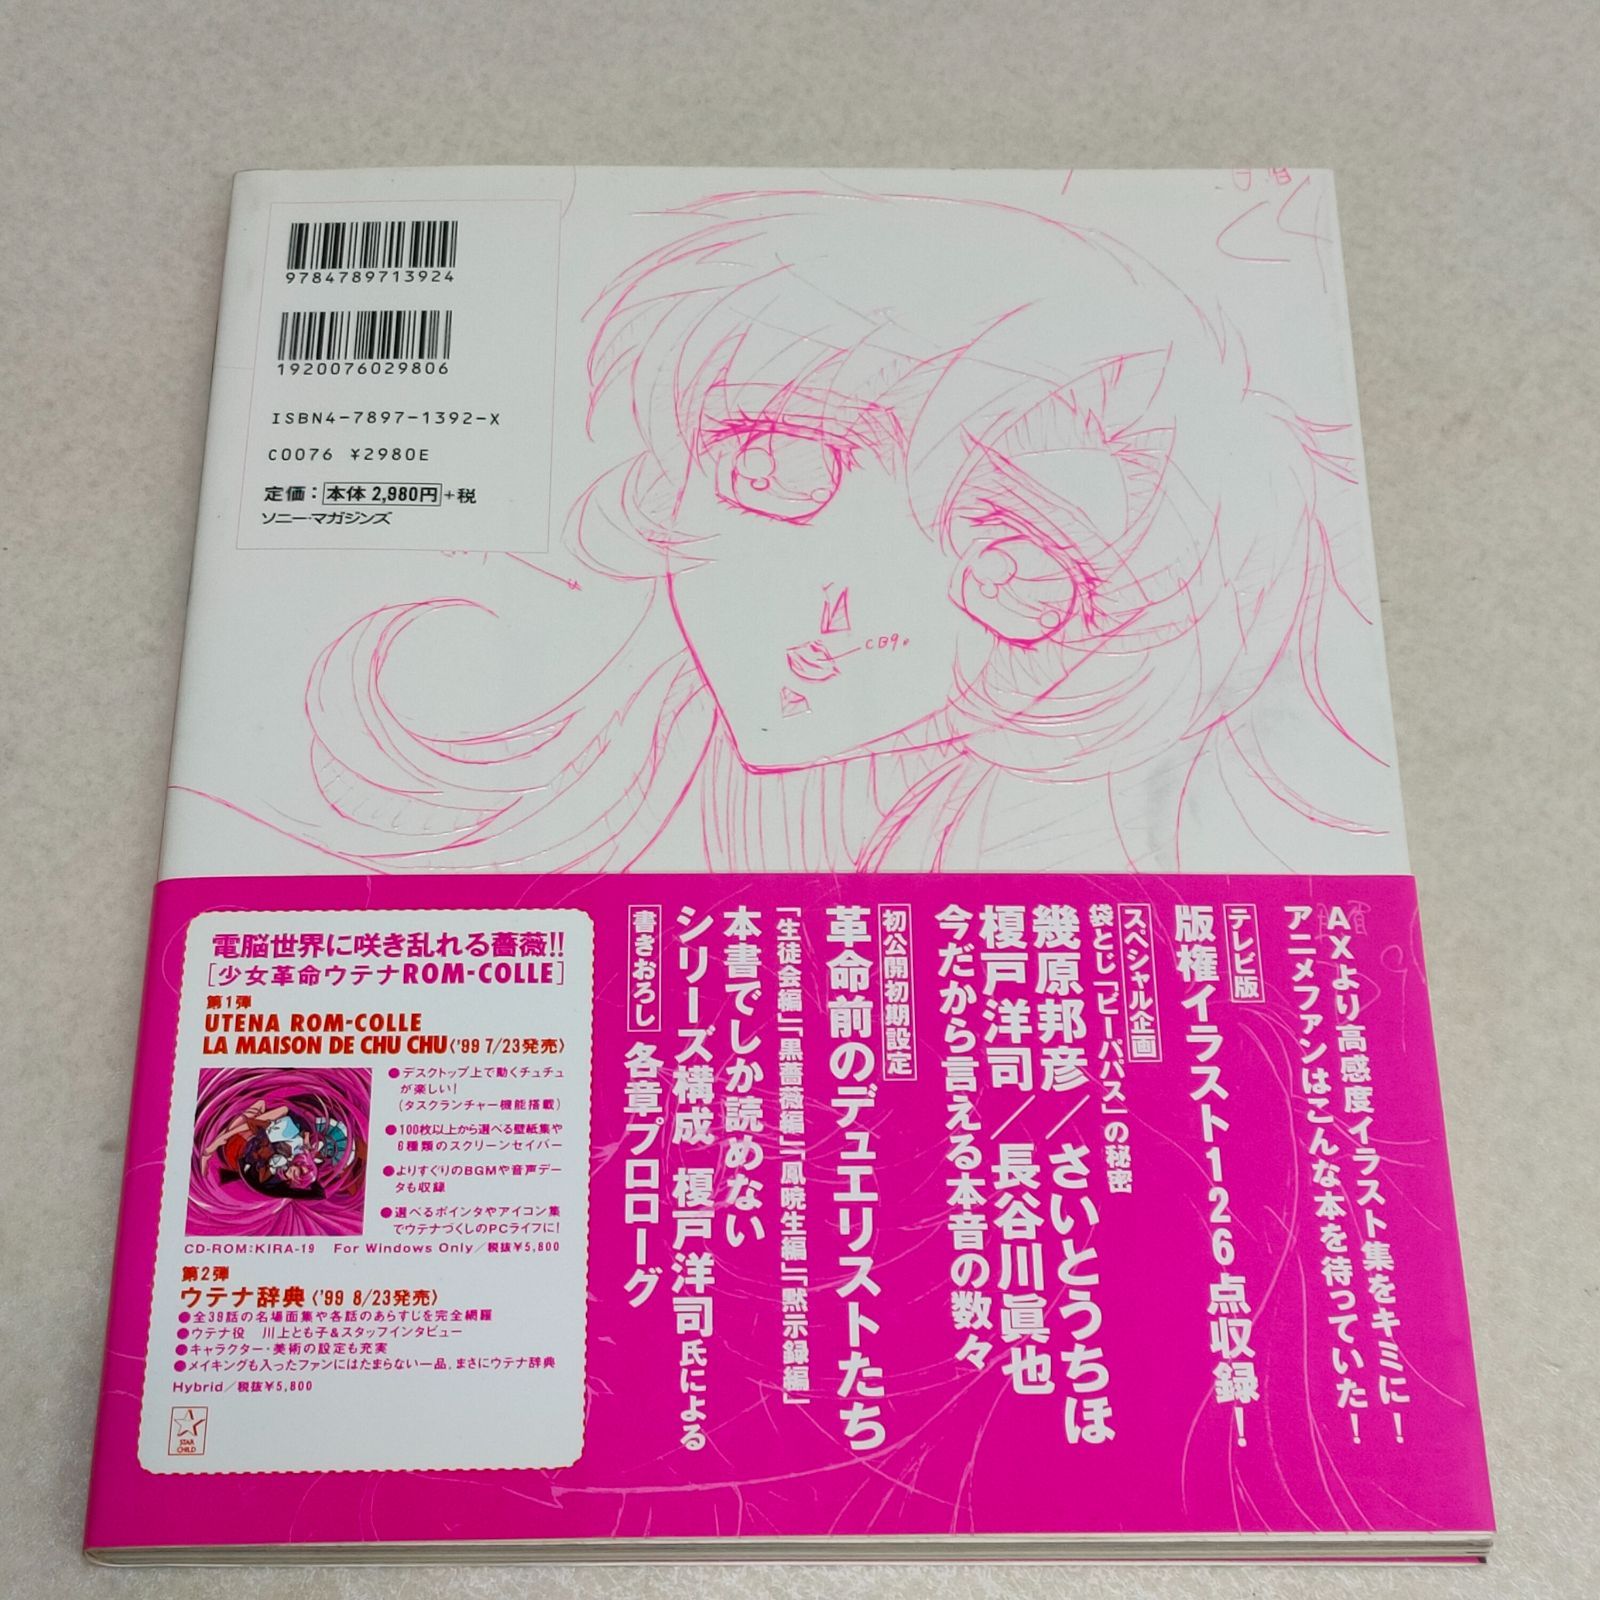 9784789713924
1920076029806
ISBN4-7897-1392-X
C0076 ¥2980E
定価：本体2,980円+税
ソニー・マガジンズ
CB9。
AXより高感度イラスト集をキミに！
アニメファンはこんな本を待っていた！
テレビ版
版権イラスト126点収録！
スペシャル企画
袋とじ「ビーパパス」の秘密
幾原邦彦／さいとうちほ
榎戸洋司／長谷川眞也
今だから言える本音の数々
初公開初期設定
革命前のデュエリストたち
「生徒会編」「黒薔薇編」「鳳暁生編」「黙示録編」
本書でしか読めない
シリーズ構成 榎戸洋司氏による
書きおろし 各章プロローグ
電脳世界に咲き乱れる薔薇!!
［少女革命ウテナROM-COLLE］
第1弾
UTENA ROM-COLLE
LA MAISON DE CHU CHU〈'99 7/23発売〉
●デスクトップ上で動くチュチュ
が楽しい！
（タスクランチャー機能搭載）
●100枚以上から選べる壁紙集や
6種類のスクリーンセイバー
●よりすぐりのBGMや音声デー
タも収録
●選べるポインタやアイコン集
でウテナづくしのPCライフに！
CD-ROM:KIRA-19 For Windows Only／税抜¥5,800
第2弾
ウテナ辞典〈'99 8/23発売〉
●全39話の名場面集や各話のあらすじを完全網羅
●ウテナ役 川上とも子&スタッフインタビュー
●キャラクター・美術の設定も充実
●メイキングも入ったファンにはたまらない一品，まさにウテナ辞典
Hybrid／税抜¥5,800
STAR
CHILD